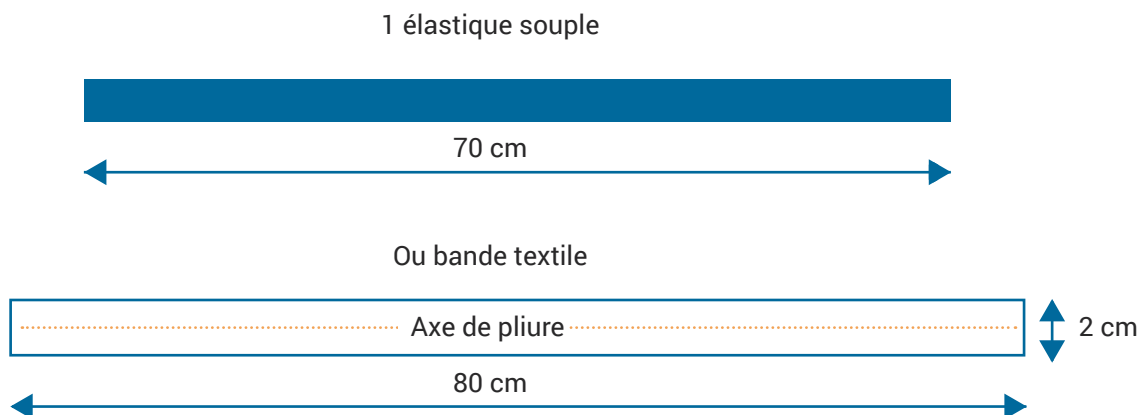 1 élastique souple
70 cm
Ou bande textile
Axe de pliure
2 cm
80 cm